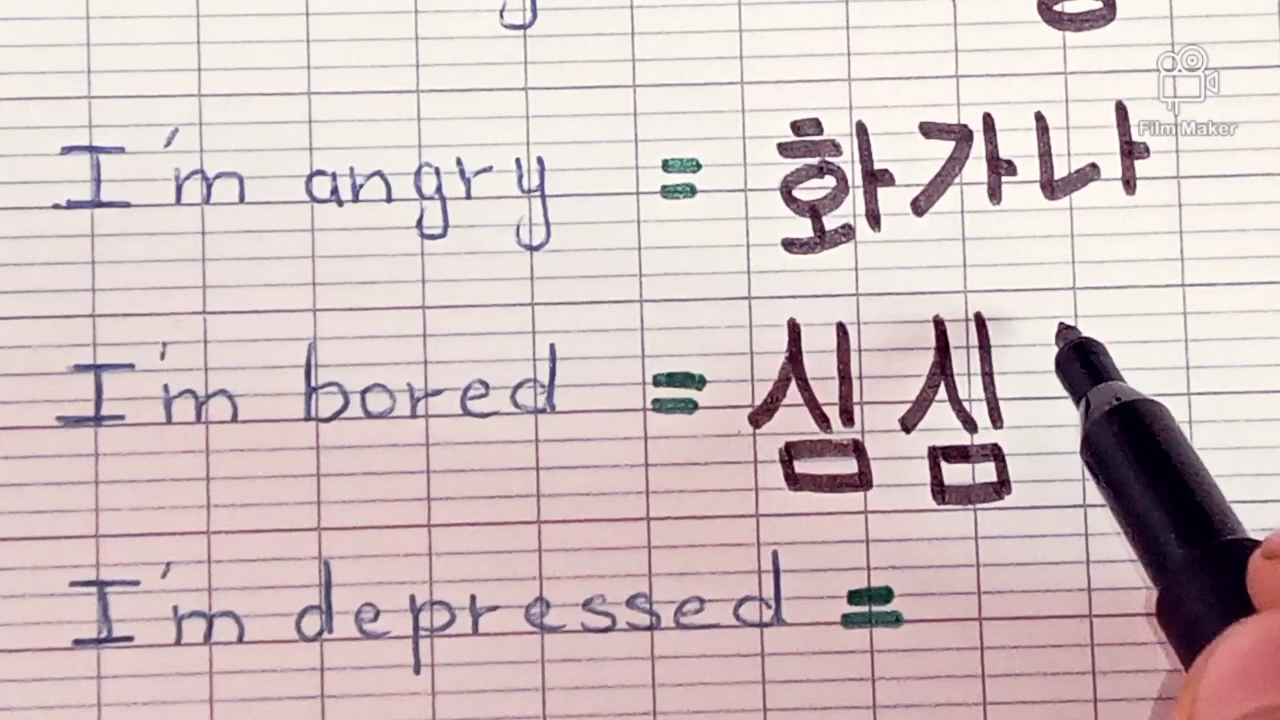 Film Maker
I'm angry = 화가나
I'm bored = 심심
I'm depressed =